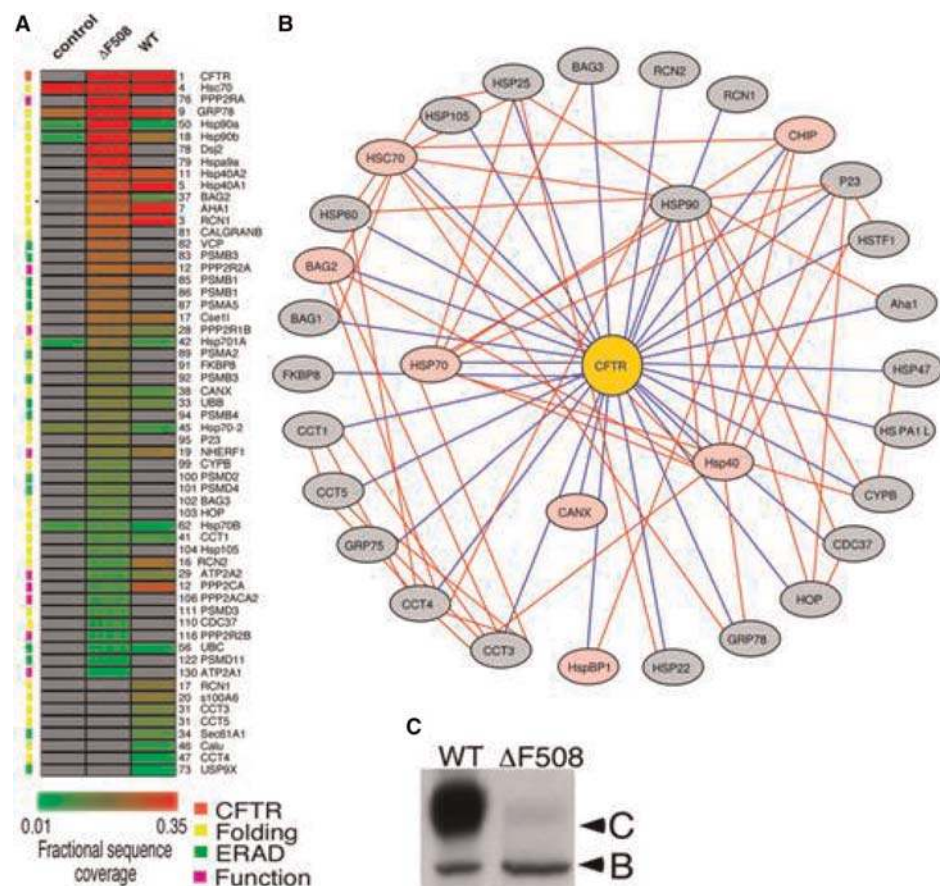 A
control ΔF508 WT
1 CFTR
4 Hsc70
76 PPP2RA
9 GRP78
50 Hsp90a
18 Hsp90b
78 Dsj2
79 Hspa9a
11 Hsp40A2
5 Hsp40A1
37 BAG2
7 AHA1
3 RCN1
81 CALGRANB
82 VCP
83 PSMB3
12 PPP2R2A
85 PSMB1
86 PSMB1
87 PSMA5
17 Cse1l
28 PPP2R1B
42 Hsp701A
89 PSMA2
91 FKBP8
92 PSMB3
38 CANX
33 UBB
94 PSMB4
45 Hsp70-2
95 P23
19 NHERF1
99 CYPB
100 PSMD2
101 PSMD4
102 BAG3
103 HOP
62 Hsp70B
41 CCT1
104 Hsp105
16 RCN2
29 ATP2A2
12 PPP2CA
106 PPP2ACA2
111 PSMD3
110 CDC37
116 PPP2R2B
56 UBC
122 PSMD11
130 ATP2A1
17 RCN1
20 s100A6
31 CCT3
31 CCT5
34 Sec61A1
46 Calu
47 CCT4
73 USP9X
0.01 0.35
Fractional sequence
coverage
CFTR
Folding
ERAD
Function
B
BAG3
RCN2
HSP25
RCN1
HSP105
CHIP
HSC70
P23
HSP90
HSP60
HSTF1
BAG2
Aha1
BAG1
HSP70
CFTR
HSP47
FKBP8
CCT1
HS PA1 L
Hsp40
CCT5
CYPB
CANX
GRP75
CDC37
CCT4
HOP
CCT3
GRP78
HspBP1
HSP22
C
WT ΔF508
C
B